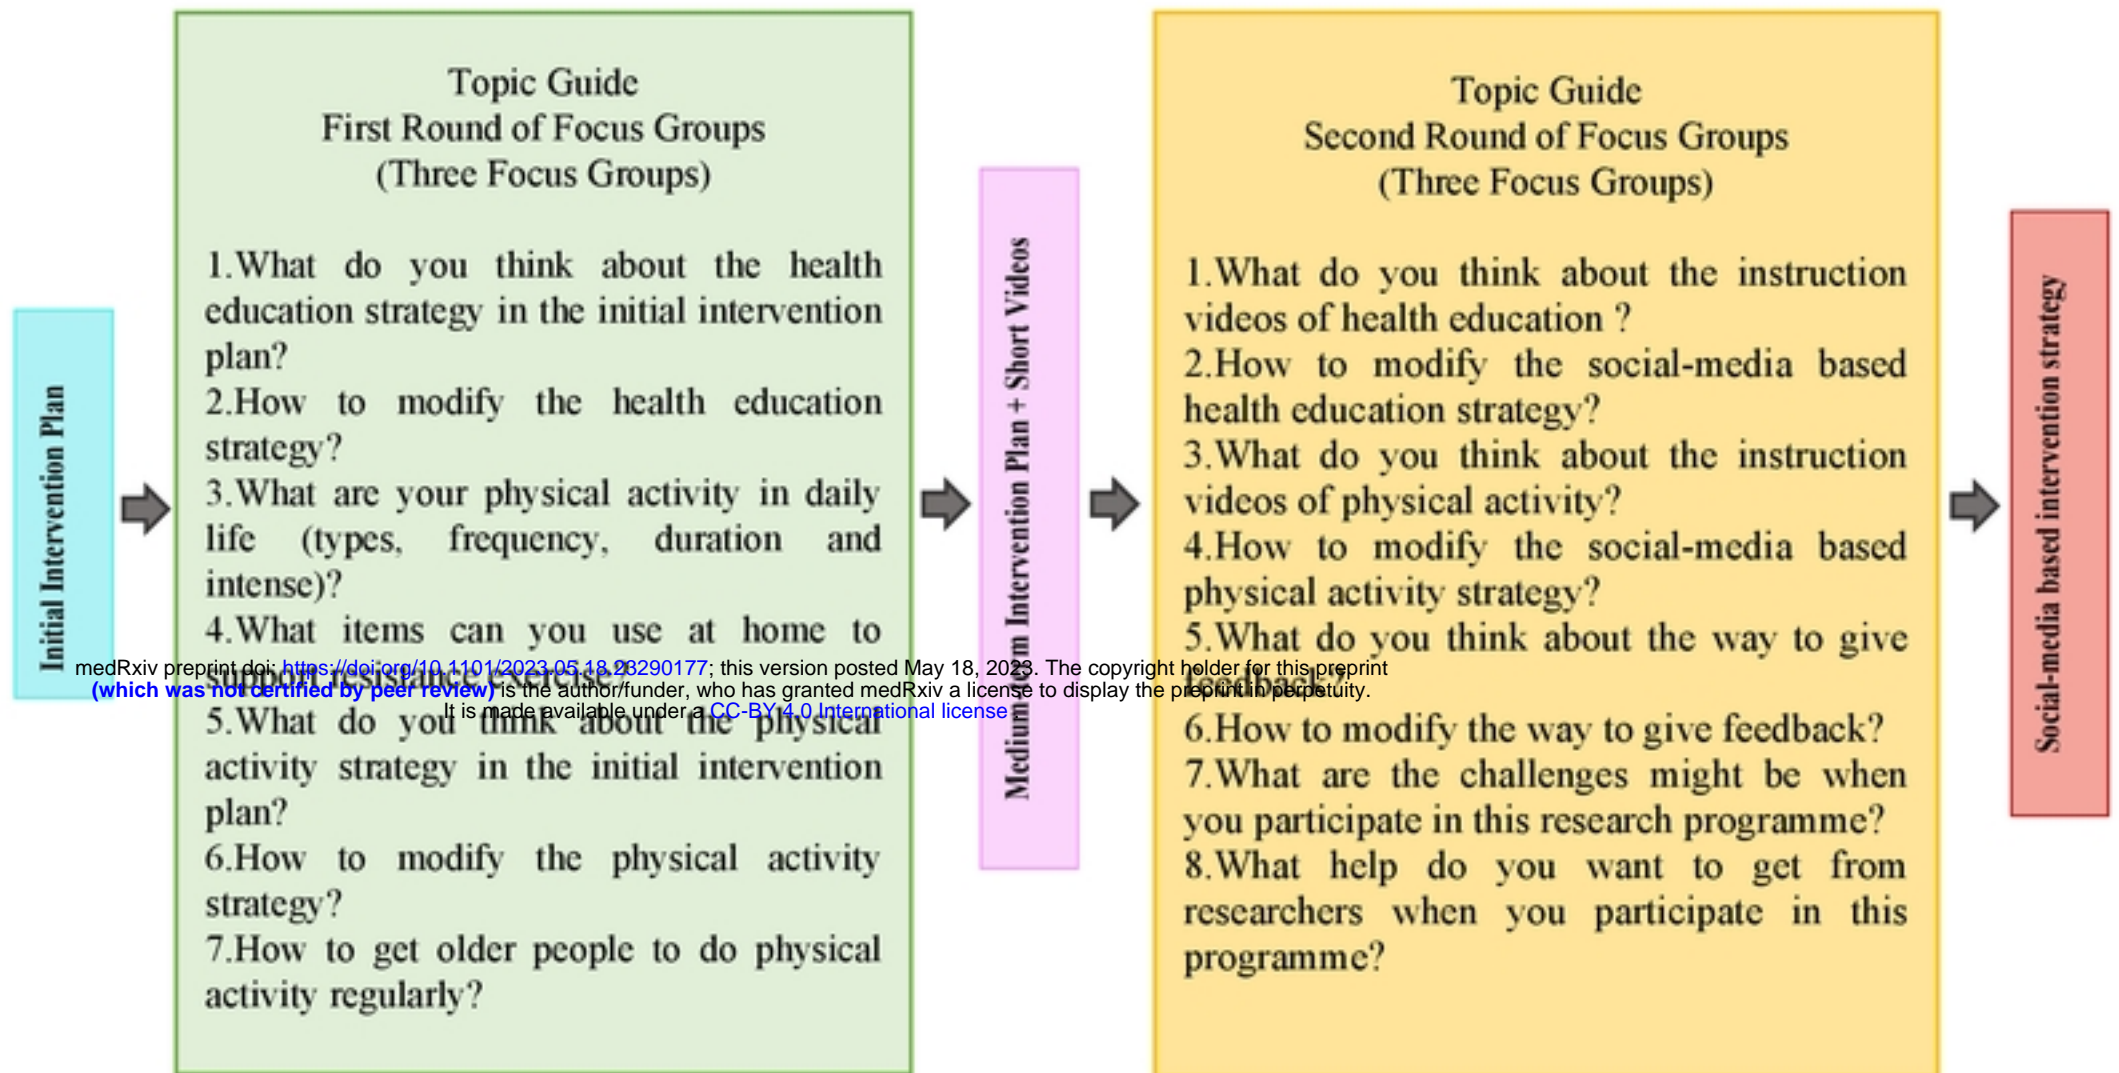 Initial Intervention Plan
Topic Guide
First Round of Focus Groups
(Three Focus Groups)
1.What do you think about the health
education strategy in the initial intervention
plan?
2.How to modify the health education
strategy?
3.What are your physical activity in daily
life (types, frequency, duration and
intense)?
4.What items can you use at home to
support resistance exercise?
5.What do you think about the physical
activity strategy in the initial intervention
plan?
6.How to modify the physical activity
strategy?
7.How to get older people to do physical
activity regularly?
Medium-term Intervention Plan + Short Videos
Topic Guide
Second Round of Focus Groups
(Three Focus Groups)
1.What do you think about the instruction
videos of health education ?
2.How to modify the social-media based
health education strategy?
3.What do you think about the instruction
videos of physical activity?
4.How to modify the social-media based
physical activity strategy?
5.What do you think about the way to give
feedback?
6.How to modify the way to give feedback?
7.What are the challenges might be when
you participate in this research programme?
8.What help do you want to get from
researchers when you participate in this
programme?
Social-media based intervention strategy
medRxiv preprint doi: https://doi.org/10.1101/2023.05.18.23290177; this version posted May 18, 2023. The copyright holder for this preprint
(which was not certified by peer review) is the author/funder, who has granted medRxiv a license to display the preprint in perpetuity.
It is made available under a CC-BY 4.0 International license